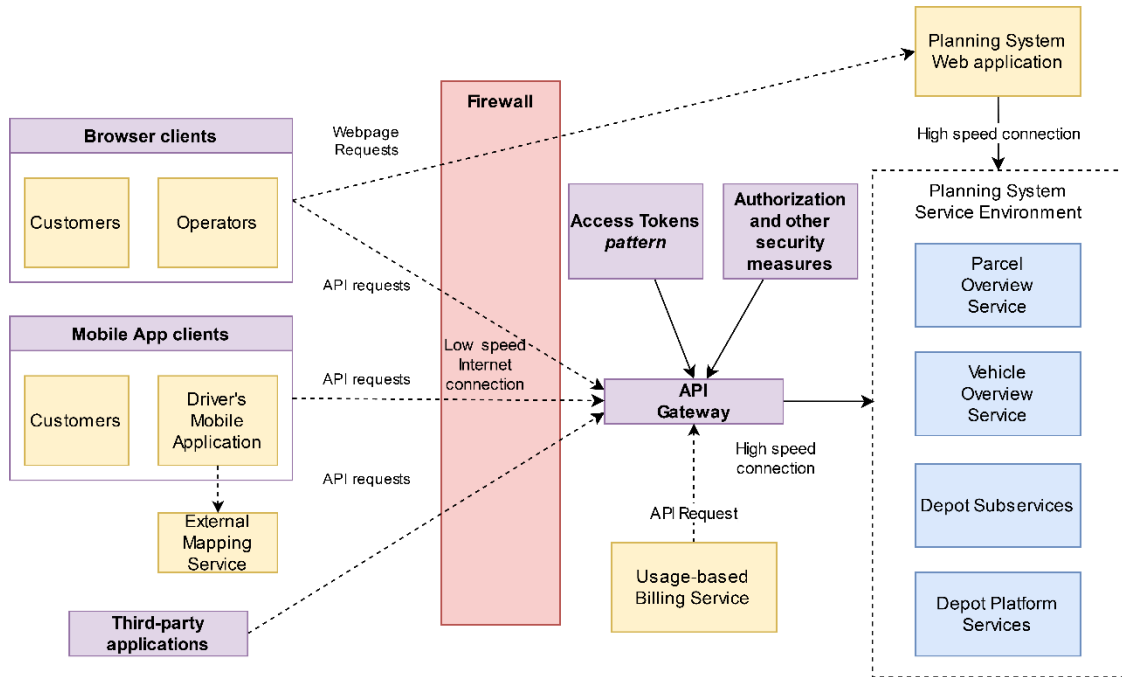 Planning System
Web application
Firewall
Browser clients
Webpage
Requests
High speed connection
Customers
Operators
Access Tokens
pattern
Authorization
and other
security
measures
Planning System
Service Environment
Parcel
Overview
Service
API requests
Mobile App clients
Low speed
Internet
connection
API requests
Customers
Driver's
Mobile
Application
API
Gateway
Vehicle
Overview
Service
High speed
connection
API requests
External
Mapping
Service
API Request
Depot Subservices
Usage-based
Billing Service
Depot Platform
Services
Third-party
applications